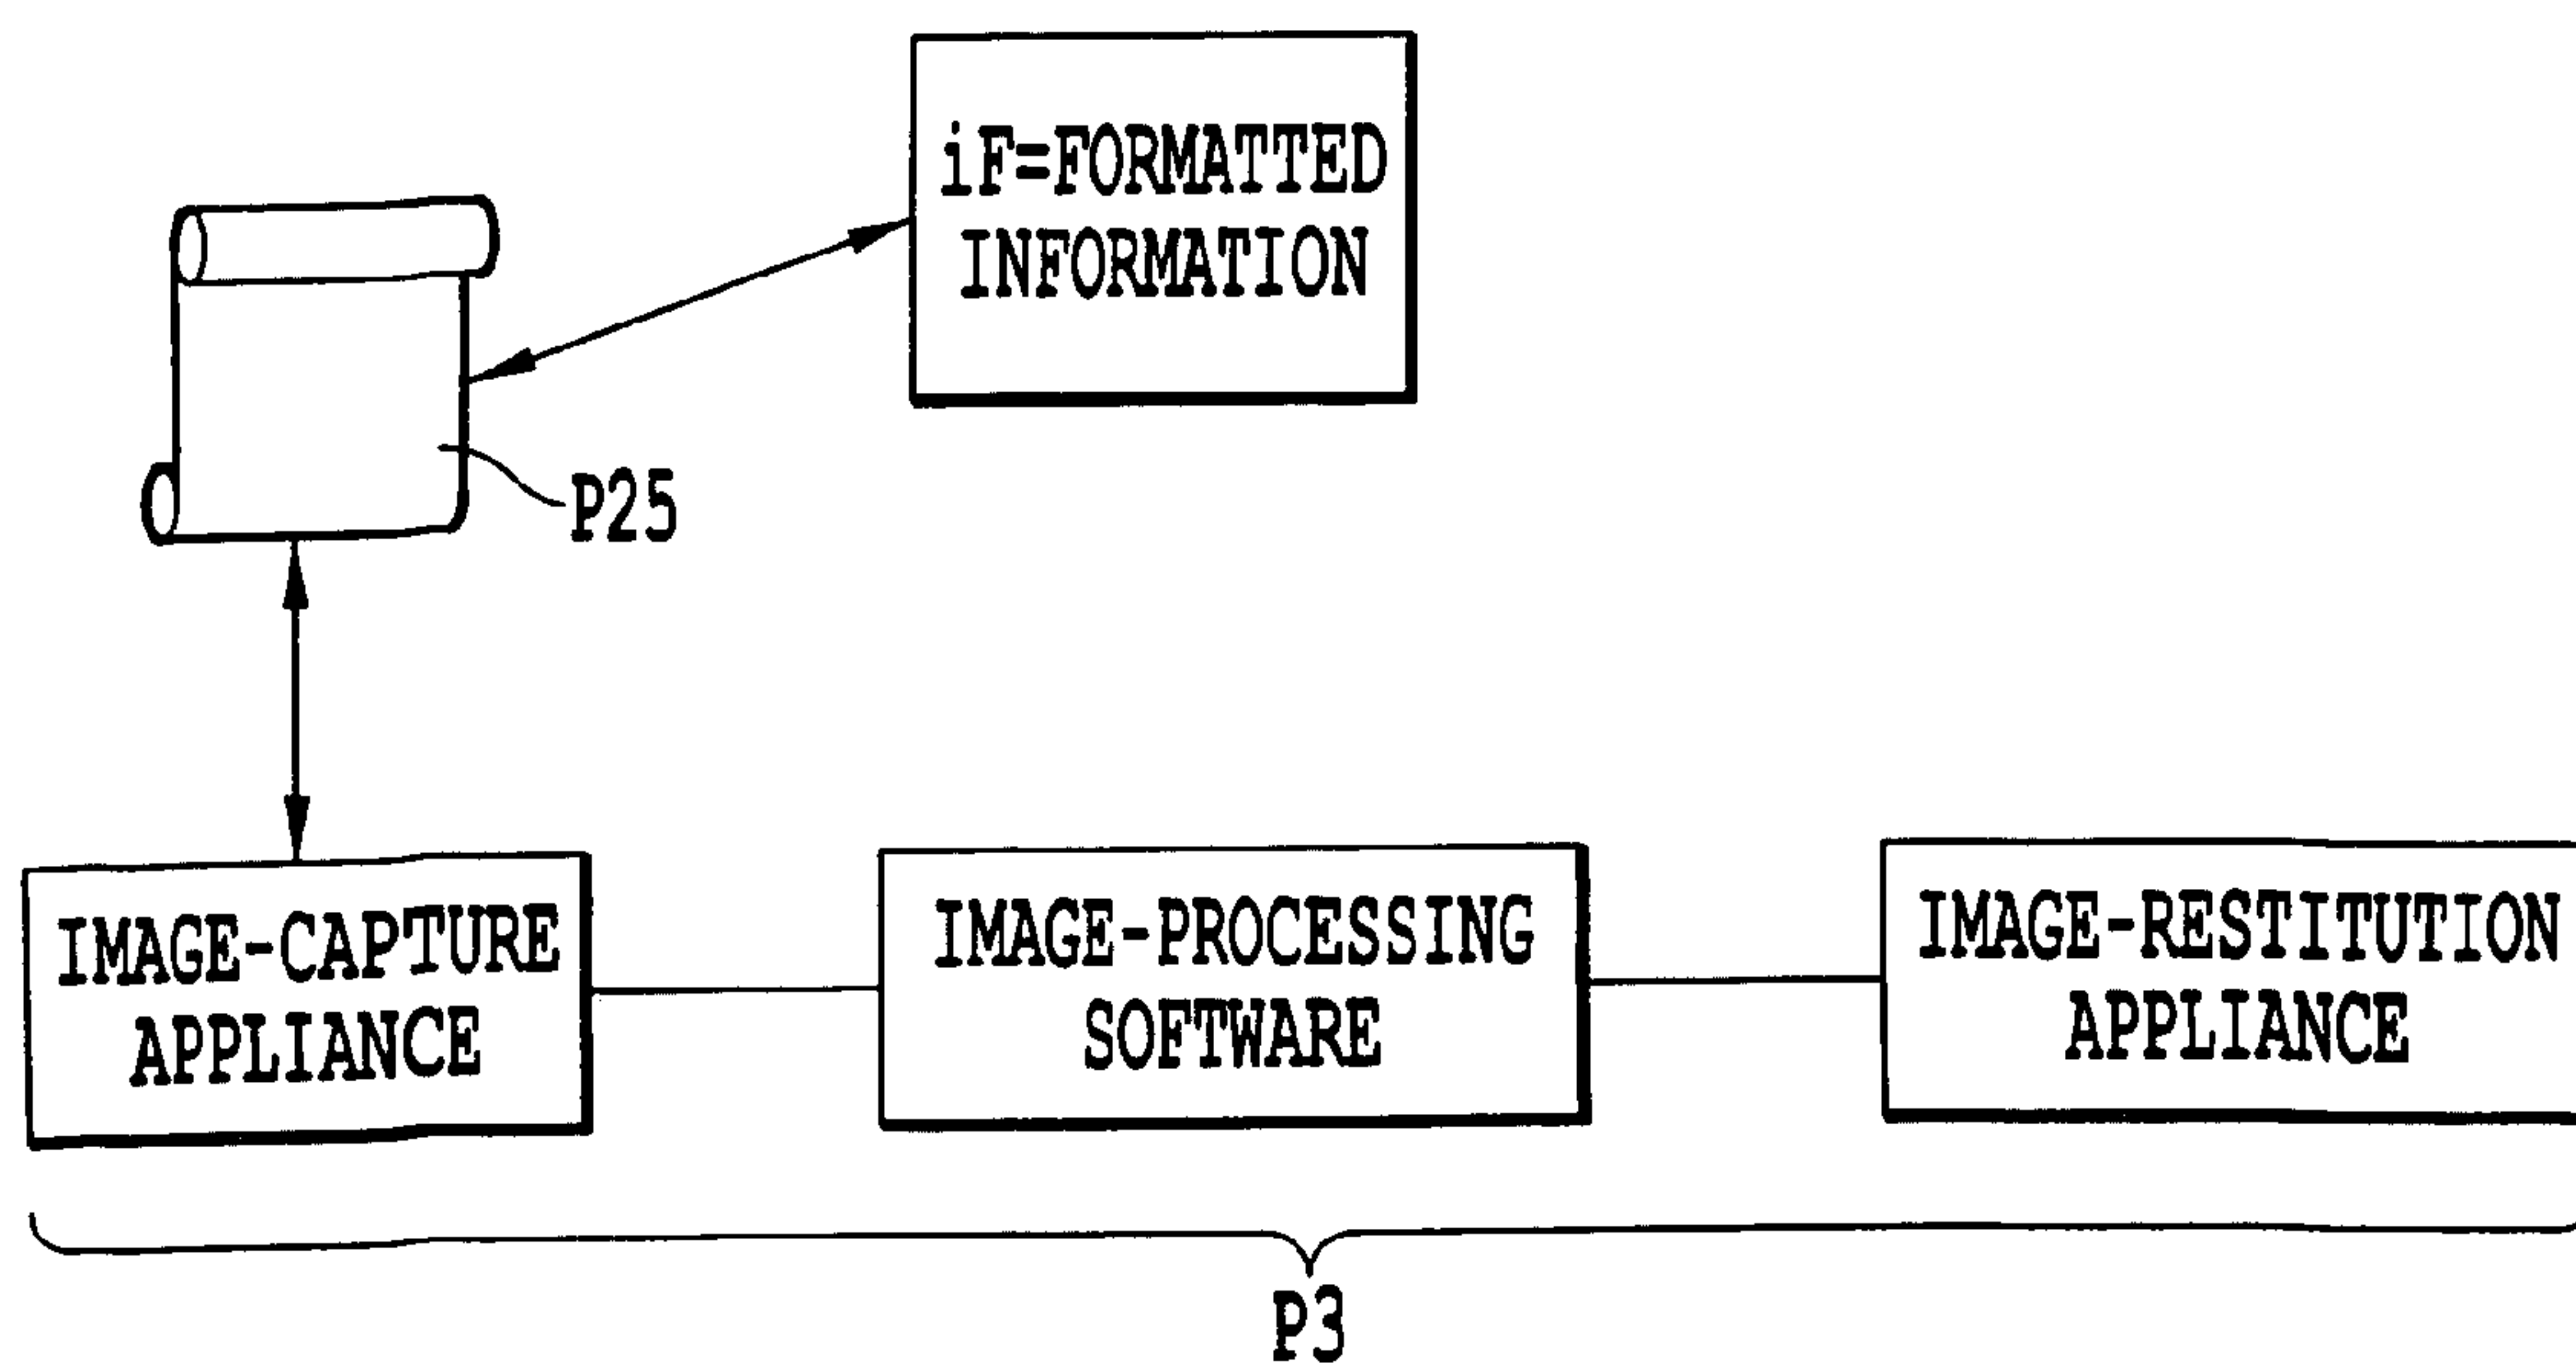 iF=FORMATTED
INFORMATION
P25
IMAGE-CAPTURE
APPLIANCE
IMAGE-PROCESSING
SOFTWARE
IMAGE-RESTITUTION
APPLIANCE
P3